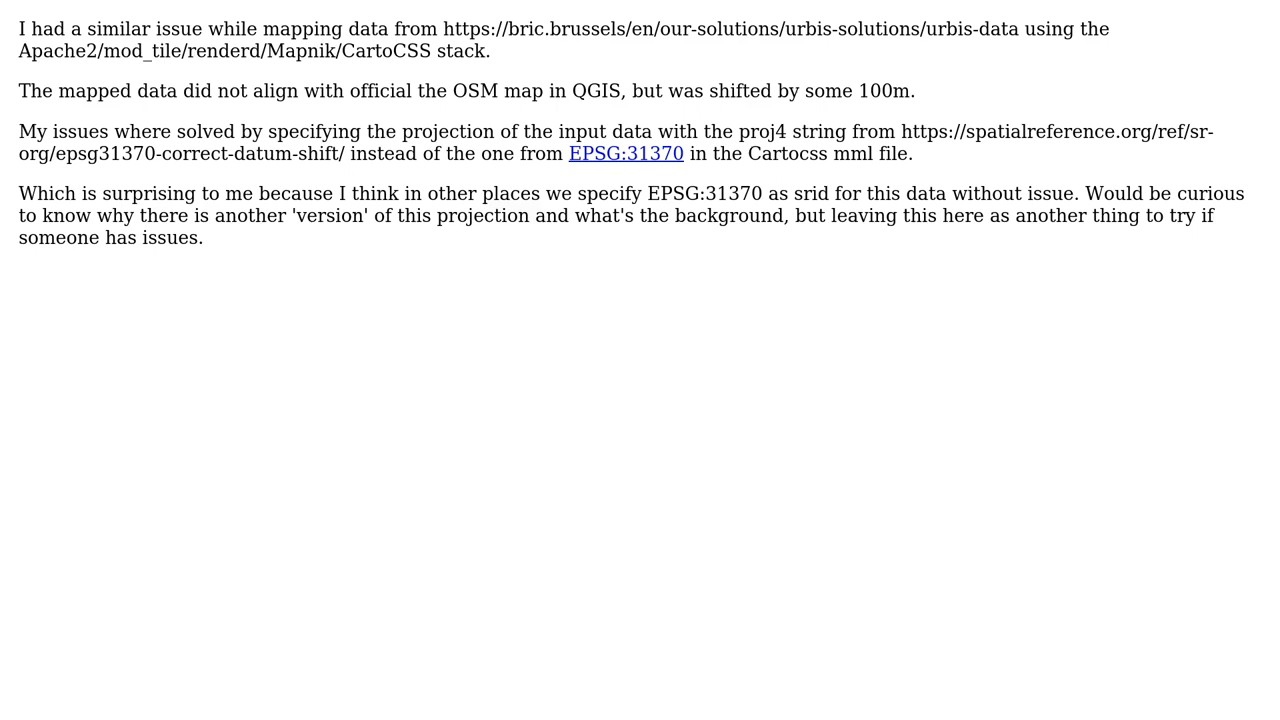 I had a similar issue while mapping data from https://bric.brussels/en/our-solutions/urbis-solutions/urbis-data using the
Apache2/mod_tile/renderd/Mapnik/CartoCSS stack.
The mapped data did not align with official the OSM map in QGIS, but was shifted by some 100m.
My issues where solved by specifying the projection of the input data with the proj4 string from https://spatialreference.org/ref/sr-
org/epsg31370-correct-datum-shift/ instead of the one from EPSG:31370 in the Cartocss mml file.
Which is surprising to me because I think in other places we specify EPSG:31370 as srid for this data without issue. Would be curious
to know why there is another 'version' of this projection and what's the background, but leaving this here as another thing to try if
someone has issues.